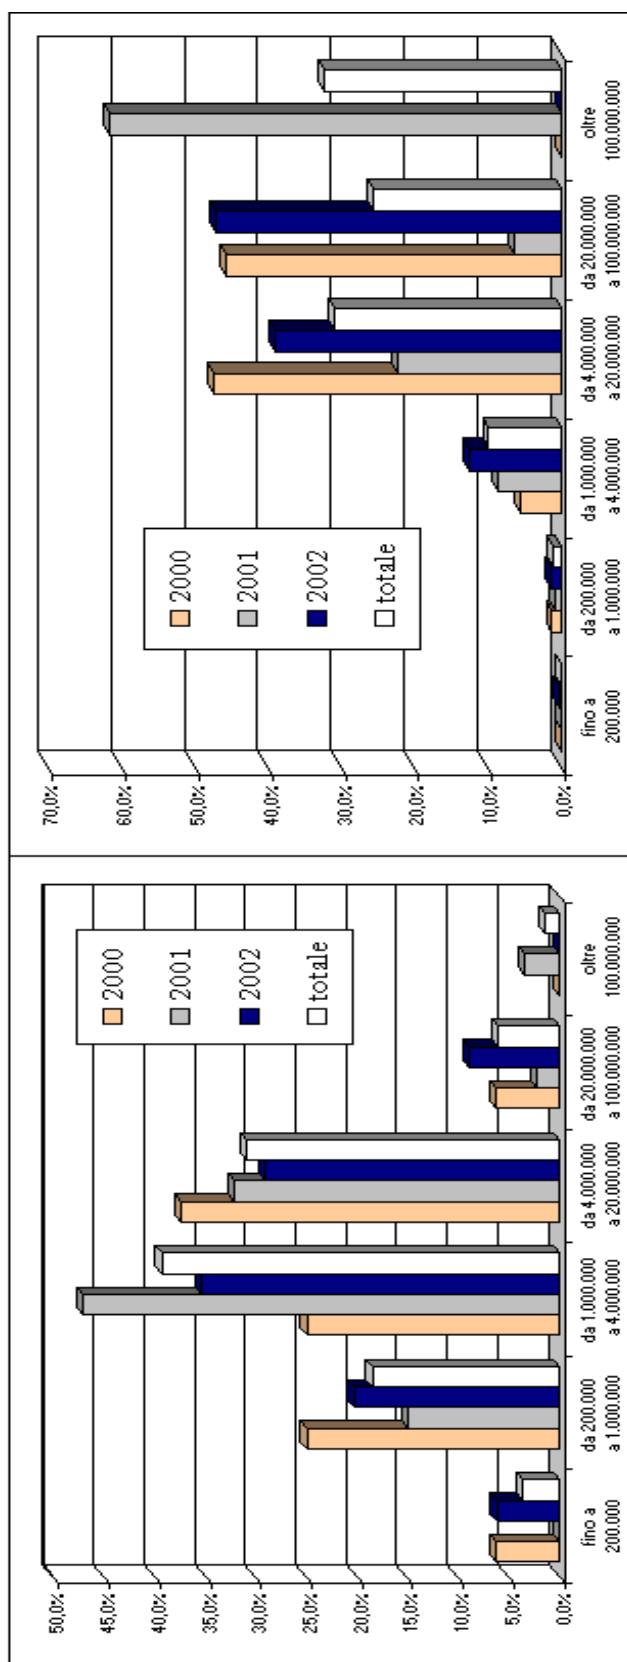 50,0%
45,0%
40,0%
35,0%
30,0%
25,0%
20,0%
15,0%
10,0%
5,0%
0,0%
fino a
200.000
da 200.000
a 1.000.000
da 1.000.000
a 4.000.000
da 4.000.000
a 20.000.000
da 20.000.000
a 100.000.000
oltre
100.000.000
2000
2001
2002
totale
70,0%
60,0%
50,0%
40,0%
30,0%
20,0%
10,0%
0,0%
fino a
200.000
da 200.000
a 1.000.000
da 1.000.000
a 4.000.000
da 4.000.000
a 20.000.000
da 20.000.000
a 100.000.000
oltre
100.000.000
2000
2001
2002
totale